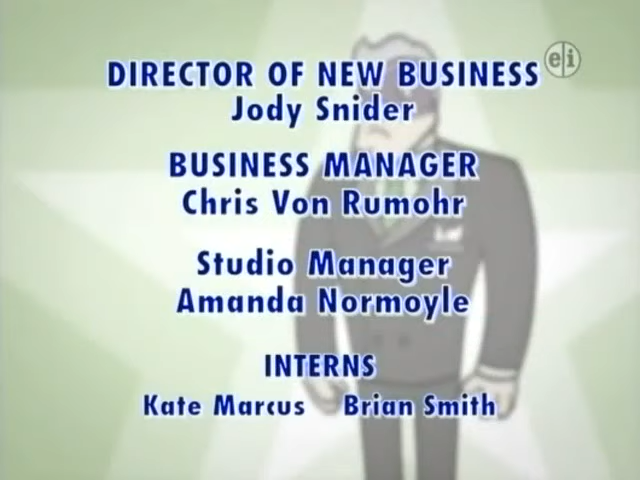 DIRECTOR OF NEW BUSINESS
e/i
Jody Snider
BUSINESS MANAGER
Chris Von Rumohr
Studio Manager
Amanda Normoyle
INTERNS
Kate Marcus Brian Smith